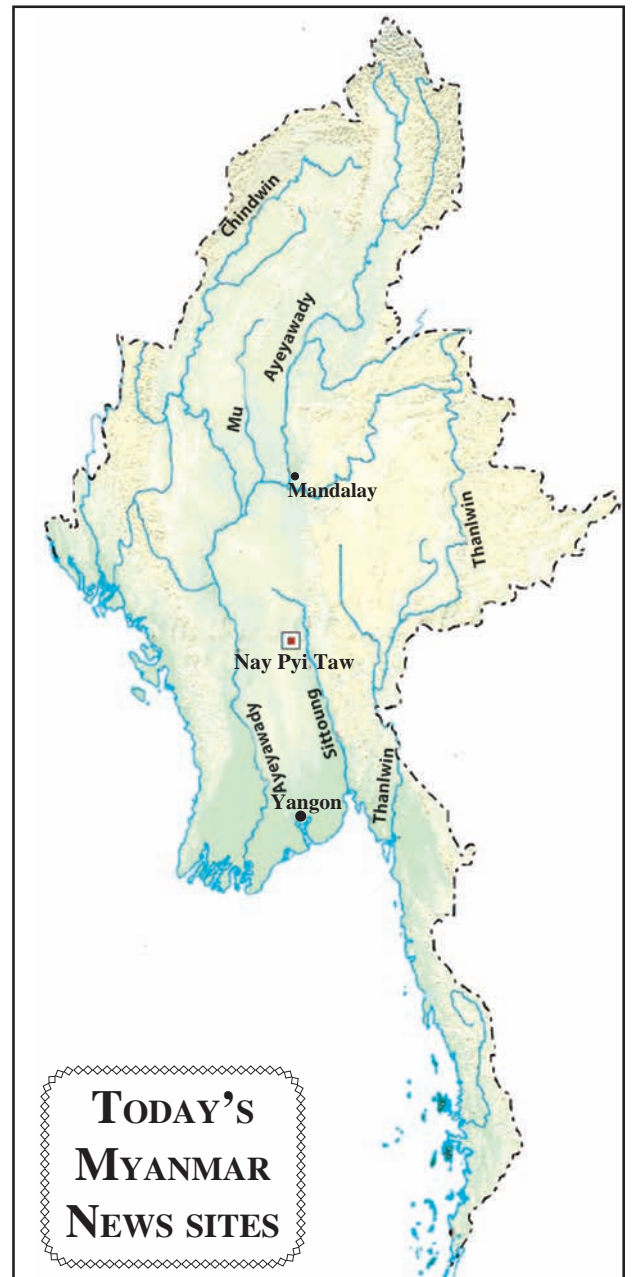 Chindwin
Ayeyawady
Mu
Mandalay
Thanlwin
Nay Pyi Taw
Ayeyawady
Sittoung
Thanlwin
Yangon
TODAY'S
MYANMAR
NEWS SITES